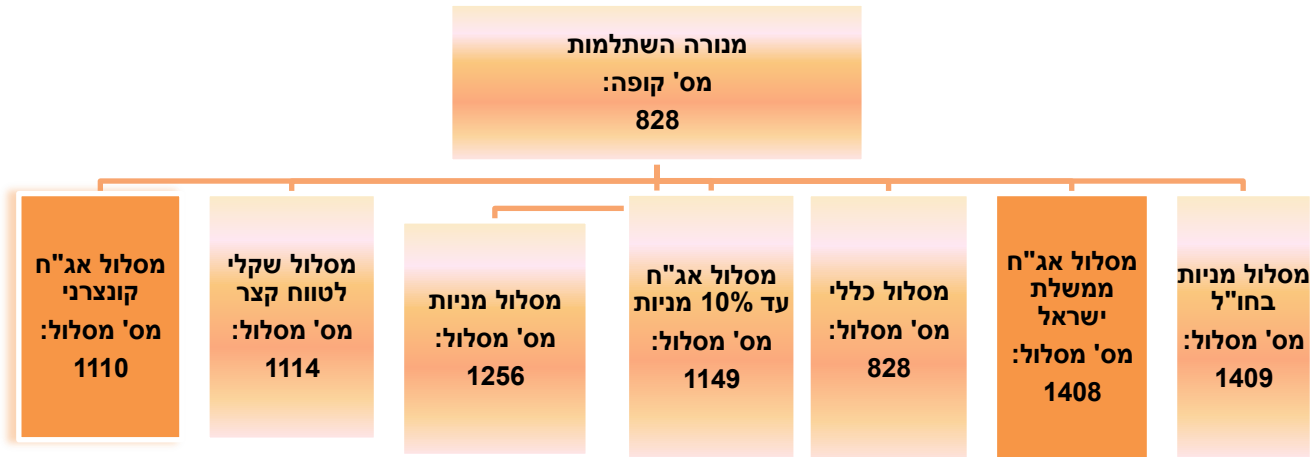 מנורה השתלמות
מס' קופה:
828
מסלול מניות
בחו"ל
מס' מסלול:
1409
מסלול אג"ח
ממשלת
ישראל
מס' מסלול:
1408
מסלול כללי
מס' מסלול:
828
מסלול אג"ח
עד 10% מניות
מס' מסלול:
1149
מסלול מניות
מס' מסלול:
1256
מסלול שקלי
לטווח קצר
מס' מסלול:
1114
מסלול אג"ח
קונצרני
מס' מסלול:
1110